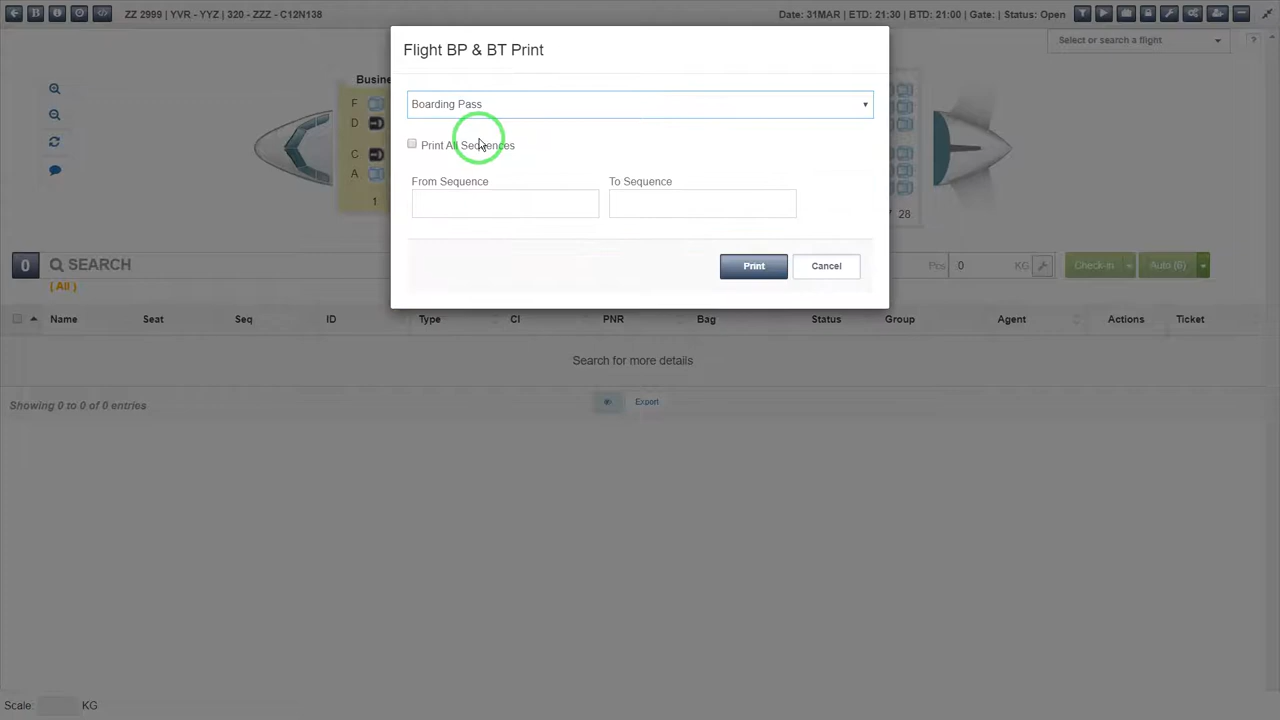 B ZZ 2999 | YVR - YYZ | 320 - ZZZ - C12N138 Date: 31MAR | ETD: 21:30 | BTD: 21:00 | Gate: | Status: Open
Select or search a flight ?
Flight BP & BT Print
Boarding Pass
Print All Sequences
From Sequence To Sequence
Print Cancel
Busine
F
D
C
A
1 28
0 SEARCH Pcs 0 KG Check-in Auto (6)
( All )
Name Seat Seq ID Type CI PNR Bag Status Group Agent Actions Ticket
Search for more details
Showing 0 to 0 of 0 entries Export
Scale: KG